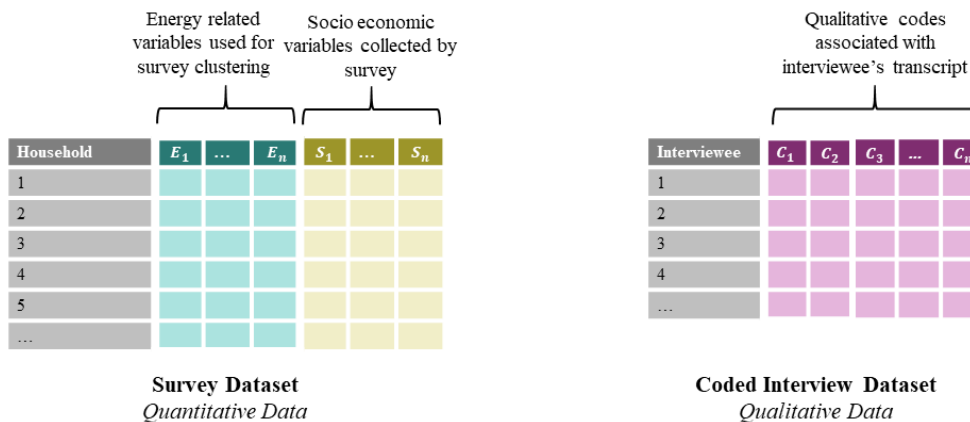 Energy related
variables used for
survey clustering
Socio economic
variables collected by
survey
Household E₁ ... Eₙ S₁ ... Sₙ
1
2
3
4
5
...
Survey Dataset
Quantitative Data
Qualitative codes
associated with
interviewee's transcript
Interviewee C₁ C₂ C₃ ... Cₙ
1
2
3
4
...
Coded Interview Dataset
Qualitative Data